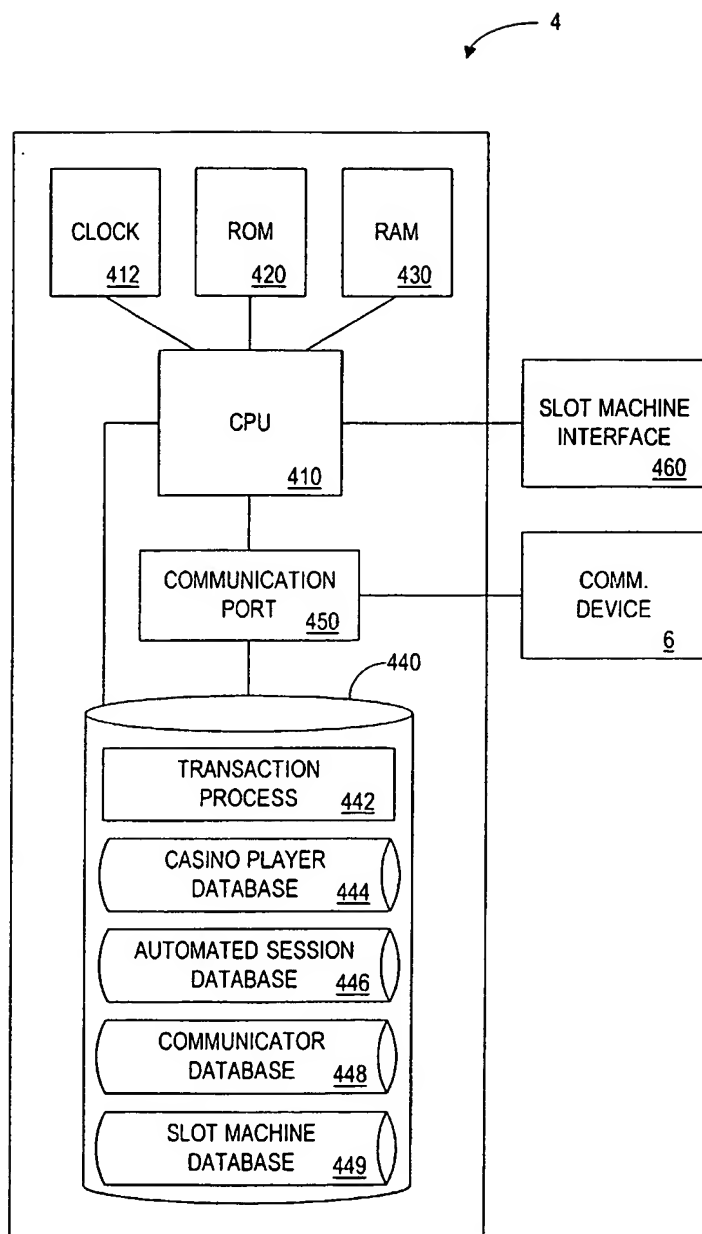 4
CLOCK
412
ROM
420
RAM
430
CPU
410
SLOT MACHINE
INTERFACE
460
COMMUNICATION
PORT
450
COMM.
DEVICE
6
440
TRANSACTION
PROCESS
442
CASINO PLAYER
DATABASE
444
AUTOMATED SESSION
DATABASE
446
COMMUNICATOR
DATABASE
448
SLOT MACHINE
DATABASE
449